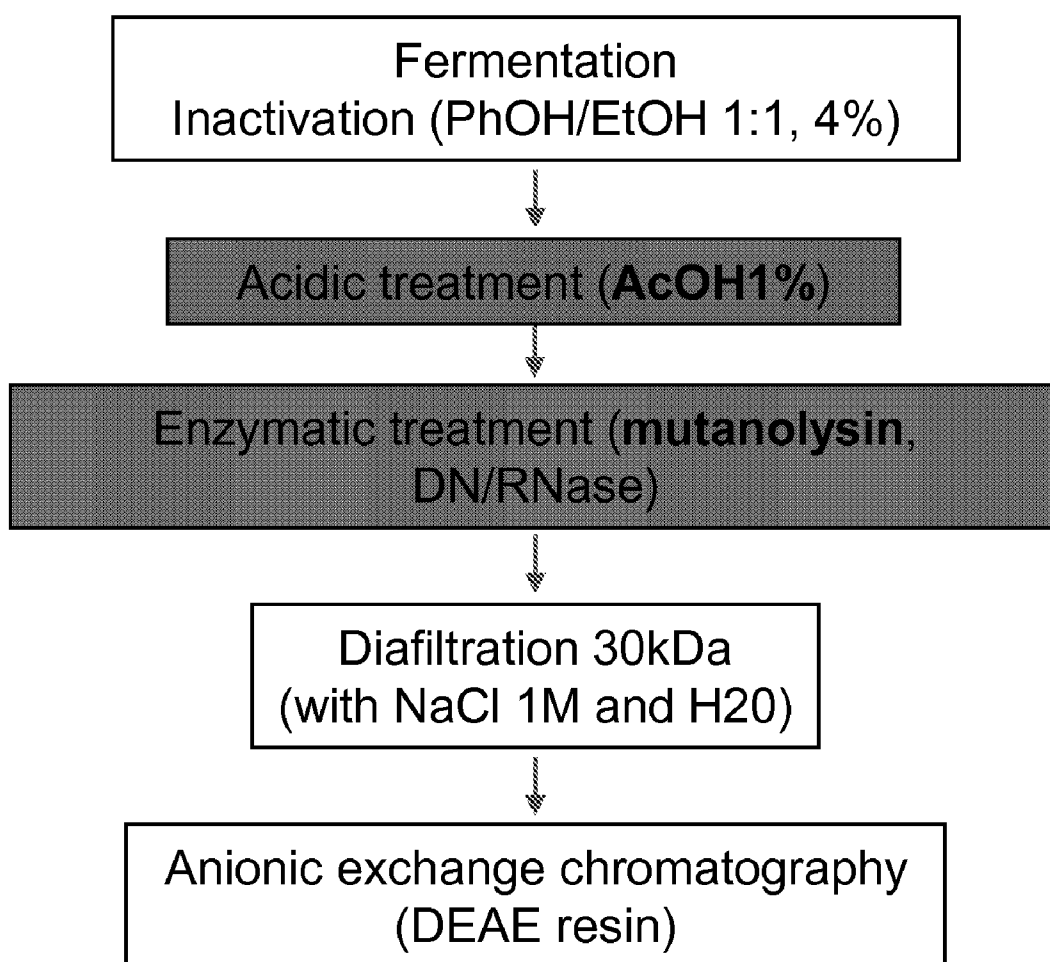 Fermentation
Inactivation (PhOH/EtOH 1:1, 4%)
Acidic treatment (AcOH1%)
Enzymatic treatment (mutanolysin,
DN/RNase)
Diafiltration 30kDa
(with NaCl 1M and H20)
Anionic exchange chromatography
(DEAE resin)